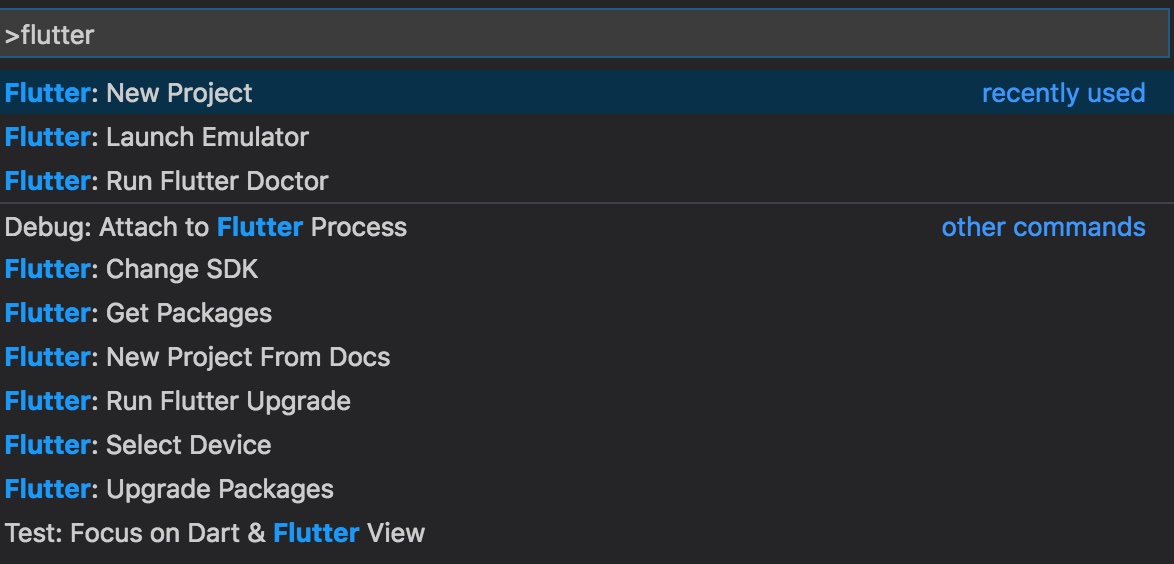 >flutter
Flutter: New Project recently used
Flutter: Launch Emulator
Flutter: Run Flutter Doctor
Debug: Attach to Flutter Process other commands
Flutter: Change SDK
Flutter: Get Packages
Flutter: New Project From Docs
Flutter: Run Flutter Upgrade
Flutter: Select Device
Flutter: Upgrade Packages
Test: Focus on Dart & Flutter View